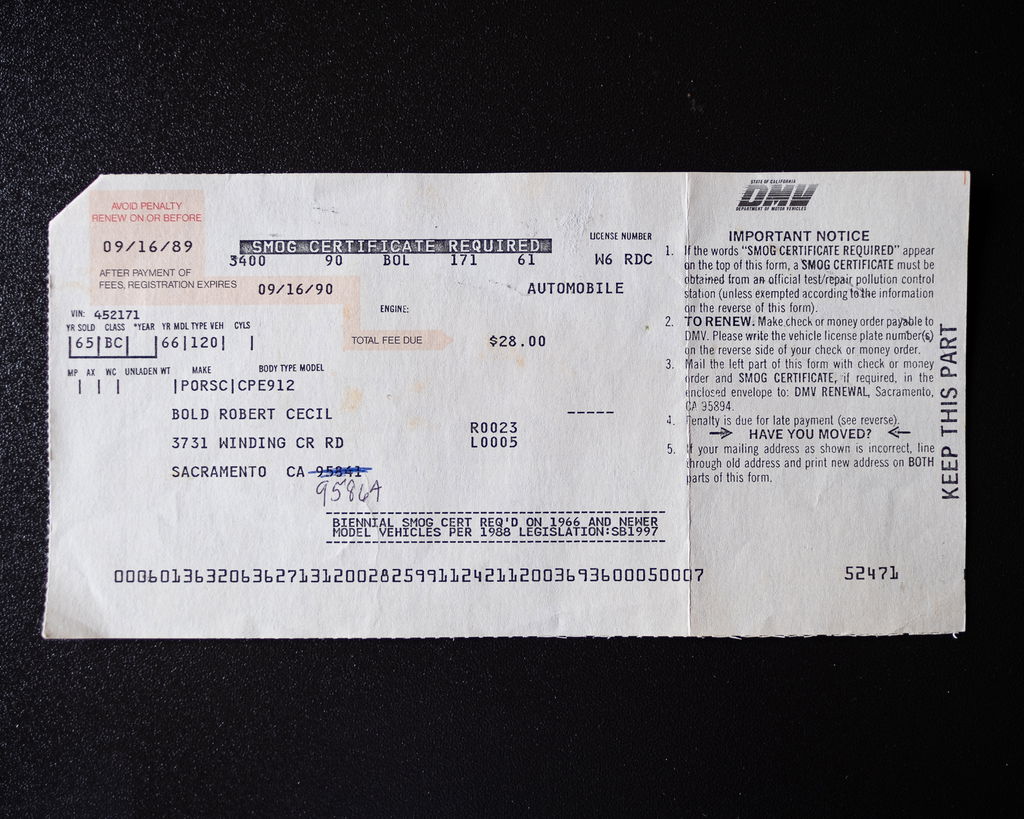 AVOID PENALTY
RENEW ON OR BEFORE
09/16/89
AFTER PAYMENT OF
FEES, REGISTRATION EXPIRES 09/16/90
SMOG CERTIFICATE REQUIRED
3400 90 BOL 171 61
LICENSE NUMBER
W6 RDC
AUTOMOBILE
VIN: 452171
ENGINE:
YR SOLD CLASS *YEAR YR MDL TYPE VEH CYLS
|65|BC| |66|120| |
TOTAL FEE DUE $28.00
MP AX WC UNLADEN WT MAKE BODY TYPE MODEL
| | | |PORSC|CPE912
BOLD ROBERT CECIL -----
R0023
3731 WINDING CR RD L0005
SACRAMENTO CA 95841
95864
---
BIENNIAL SMOG CERT REQ'D ON 1966 AND NEWER
MODEL VEHICLES PER 1988 LEGISLATION:SB1997
---
000601363206362713120028259911242112003693600050007
STATE OF CALIFORNIA
DMV
DEPARTMENT OF MOTOR VEHICLES
IMPORTANT NOTICE
1. If the words "SMOG CERTIFICATE REQUIRED" appear
on the top of this form, a SMOG CERTIFICATE must be
obtained from an official test/repair pollution control
station (unless exempted according to the information
on the reverse of this form).
2. TO RENEW. Make check or money order payable to
DMV. Please write the vehicle license plate number(s)
on the reverse side of your check or money order.
3. Mail the left part of this form with check or money
order and SMOG CERTIFICATE, if required, in the
enclosed envelope to: DMV RENEWAL, Sacramento,
CA 95894.
4. Penalty is due for late payment (see reverse).
→ HAVE YOU MOVED? ←
5. If your mailing address as shown is incorrect, line
through old address and print new address on BOTH
parts of this form.
52471
KEEP THIS PART